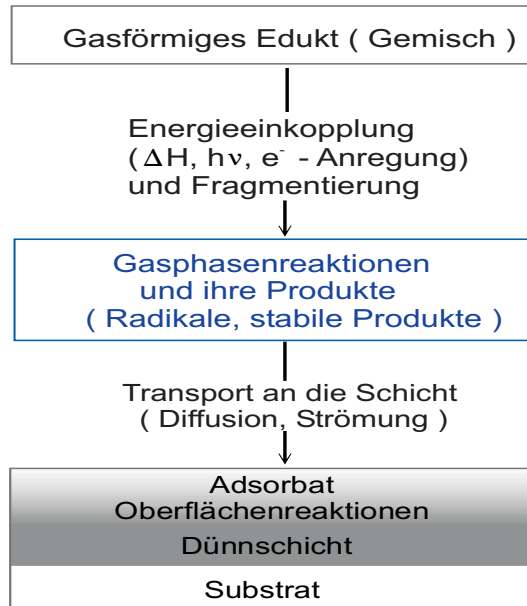 Gasförmiges Edukt ( Gemisch )
Energieeinkopplung
(ΔH, hν, e⁻ - Anregung)
und Fragmentierung
Gasphasenreaktionen
und ihre Produkte
( Radikale, stabile Produkte )
Transport an die Schicht
( Diffusion, Strömung )
Adsorbat
Oberflächenreaktionen
Dünnschicht
Substrat